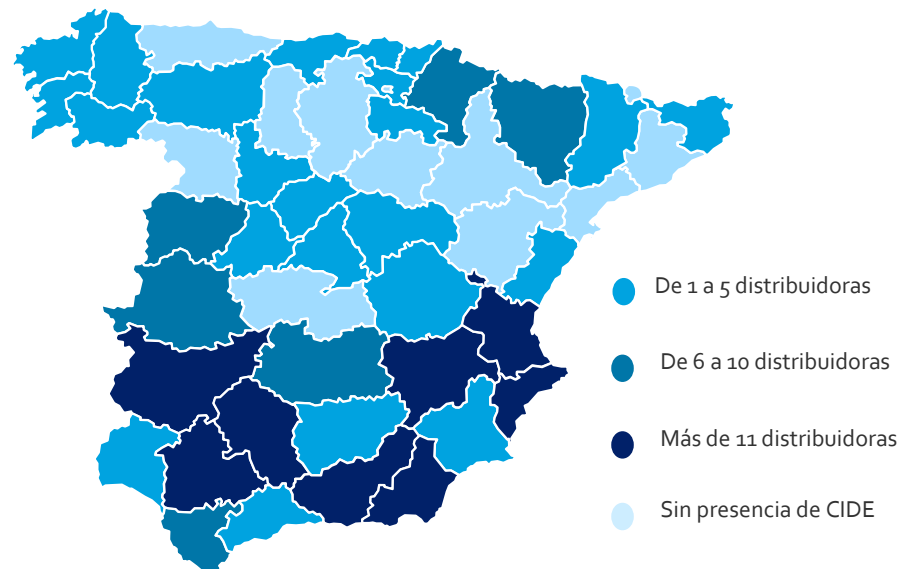 De 1 a 5 distribuidoras
De 6 a 10 distribuidoras
Más de 11 distribuidoras
Sin presencia de CIDE